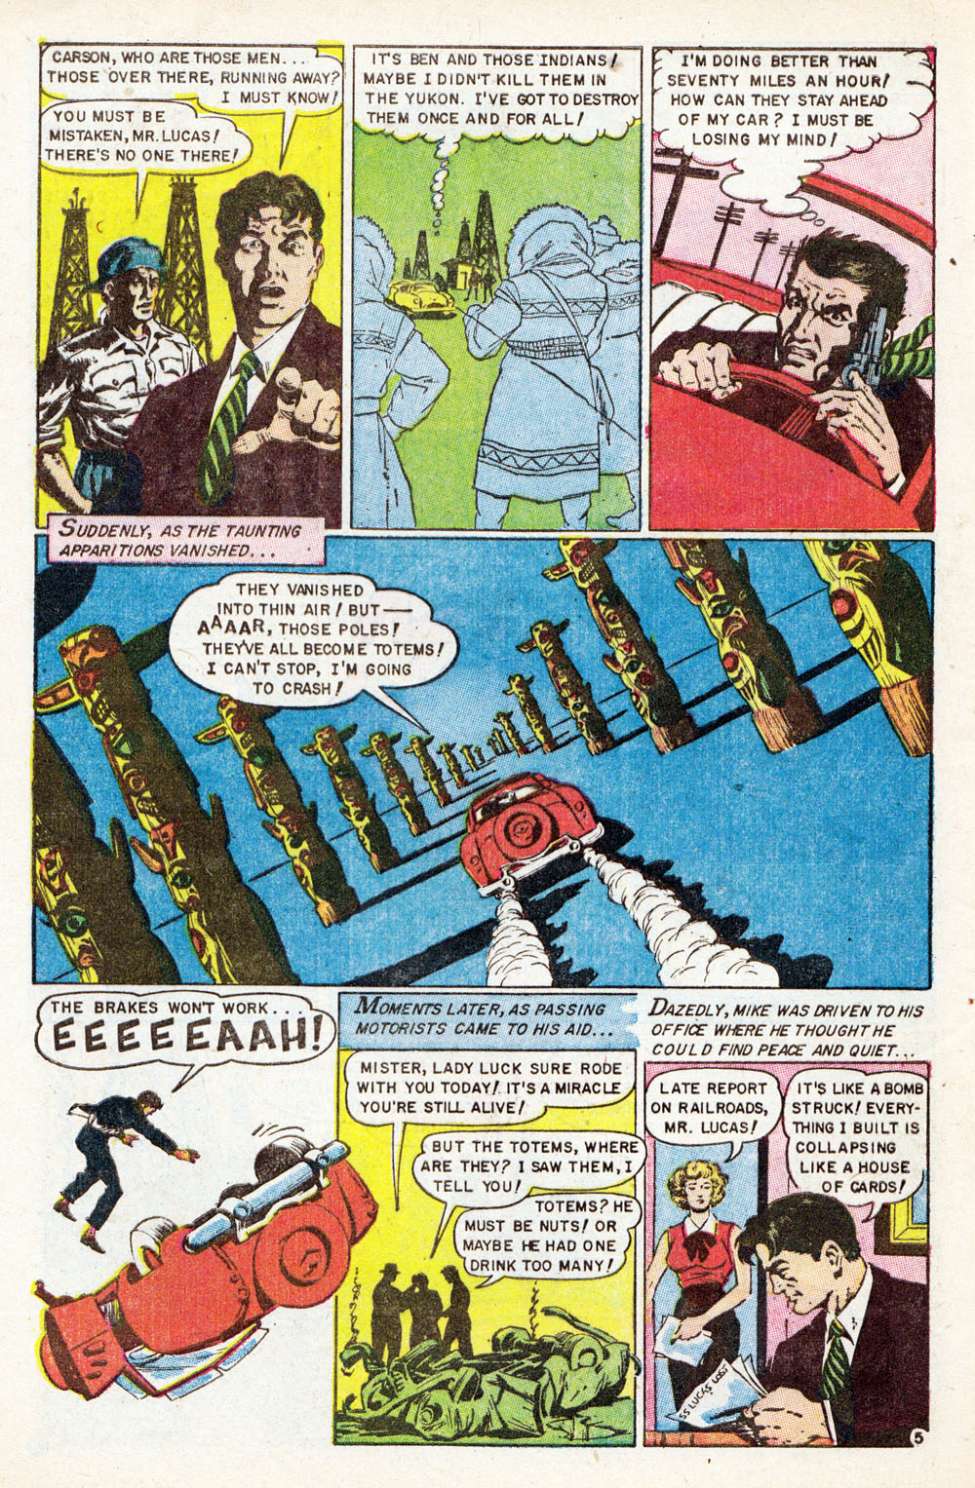 CARSON, WHO ARE THOSE MEN...
THOSE OVER THERE, RUNNING AWAY?
I MUST KNOW!
YOU MUST BE
MISTAKEN, MR. LUCAS!
THERE'S NO ONE THERE!
IT'S BEN AND THOSE INDIANS!
MAYBE I DIDN'T KILL THEM IN
THE YUKON. I'VE GOT TO DESTROY
THEM ONCE AND FOR ALL!
I'M DOING BETTER THAN
SEVENTY MILES AN HOUR!
HOW CAN THEY STAY AHEAD
OF MY CAR? I MUST BE
LOSING MY MIND!
SUDDENLY, AS THE TAUNTING
APPARITIONS VANISHED...
THEY VANISHED
INTO THIN AIR! BUT—
AAAAR, THOSE POLES!
THEY'VE ALL BECOME TOTEMS!
I CAN'T STOP, I'M GOING
TO CRASH!
THE BRAKES WON'T WORK...
EEEEEAAH!
MOMENTS LATER, AS PASSING
MOTORISTS CAME TO HIS AID...
MISTER, LADY LUCK SURE RODE
WITH YOU TODAY! IT'S A MIRACLE
YOU'RE STILL ALIVE!
BUT THE TOTEMS, WHERE
ARE THEY? I SAW THEM, I
TELL YOU!
TOTEMS? HE
MUST BE NUTS! OR
MAYBE HE HAD ONE
DRINK TOO MANY!
DAZEDLY, MIKE WAS DRIVEN TO HIS
OFFICE WHERE HE THOUGHT HE
COULD FIND PEACE AND QUIET...
LATE REPORT
ON RAILROADS,
MR. LUCAS!
IT'S LIKE A BOMB
STRUCK! EVERY-
THING I BUILT IS
COLLAPSING
LIKE A HOUSE
OF CARDS!
SS LUCAS LOST
5